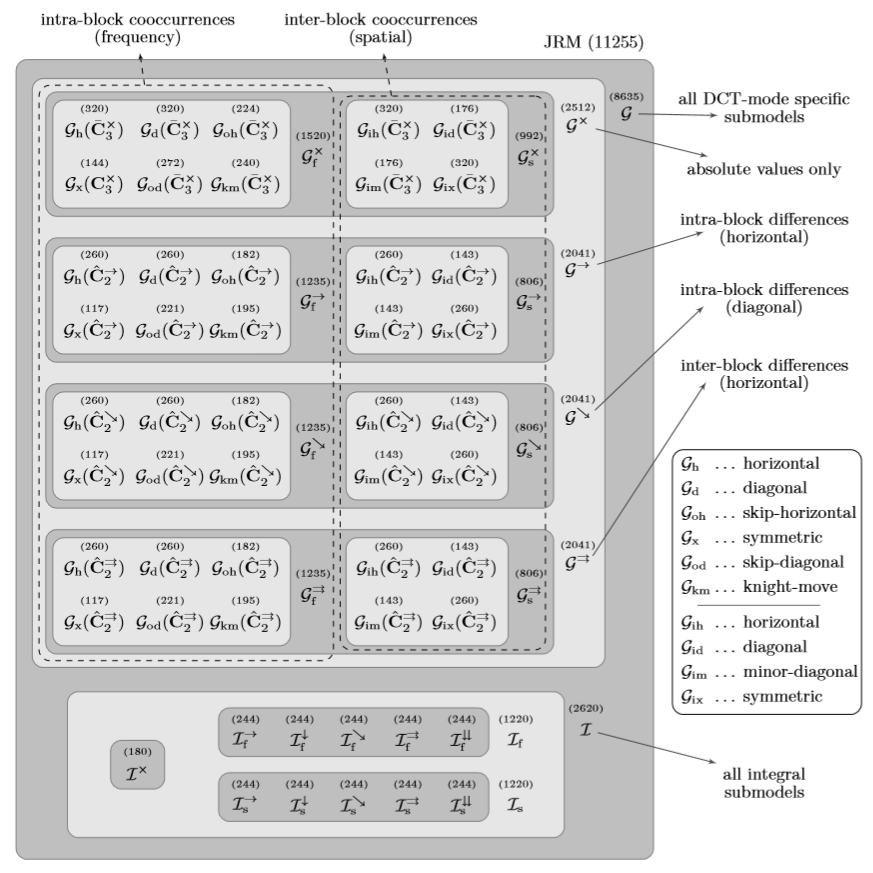 intra-block cooccurrences
(frequency)
inter-block cooccurrences
(spatial)
JRM (11255)
(320) (320) (224)
𝒢h(C̄3×) 𝒢d(C̄3×) 𝒢oh(C̄3×)
(144) (272) (240)
𝒢x(C3×) 𝒢od(C̄3×) 𝒢km(C̄3×)
(1520)
𝒢f×
(320) (176)
𝒢ih(C̄3×) 𝒢id(C̄3×)
(176) (320)
𝒢im(C̄3×) 𝒢ix(C̄3×)
(992)
𝒢s×
(2512)
𝒢×
(8635)
𝒢
all DCT-mode specific
submodels
absolute values only
(260) (260) (182)
𝒢h(Ĉ2→) 𝒢d(Ĉ2→) 𝒢oh(Ĉ2→)
(117) (221) (195)
𝒢x(Ĉ2→) 𝒢od(Ĉ2→) 𝒢km(Ĉ2→)
(1235)
𝒢f→
(260) (143)
𝒢ih(Ĉ2→) 𝒢id(Ĉ2→)
(143) (260)
𝒢im(Ĉ2→) 𝒢ix(Ĉ2→)
(806)
𝒢s→
(2041)
𝒢→
intra-block differences
(horizontal)
(260) (260) (182)
𝒢h(Ĉ2↘) 𝒢d(Ĉ2↘) 𝒢oh(Ĉ2↘)
(117) (221) (195)
𝒢x(Ĉ2↘) 𝒢od(Ĉ2↘) 𝒢km(Ĉ2↘)
(1235)
𝒢f↘
(260) (143)
𝒢ih(Ĉ2↘) 𝒢id(Ĉ2↘)
(143) (260)
𝒢im(Ĉ2↘) 𝒢ix(Ĉ2↘)
(806)
𝒢s↘
(2041)
𝒢↘
intra-block differences
(diagonal)
(260) (260) (182)
𝒢h(Ĉ2⇉) 𝒢d(Ĉ2⇉) 𝒢oh(Ĉ2⇉)
(117) (221) (195)
𝒢x(Ĉ2⇉) 𝒢od(Ĉ2⇉) 𝒢km(Ĉ2⇉)
(1235)
𝒢f⇉
(260) (143)
𝒢ih(Ĉ2⇉) 𝒢id(Ĉ2⇉)
(143) (260)
𝒢im(Ĉ2⇉) 𝒢ix(Ĉ2⇉)
(806)
𝒢s⇉
(2041)
𝒢⇉
inter-block differences
(horizontal)
𝒢h ... horizontal
𝒢d ... diagonal
𝒢oh ... skip-horizontal
𝒢x ... symmetric
𝒢od ... skip-diagonal
𝒢km ... knight-move
𝒢ih ... horizontal
𝒢id ... diagonal
𝒢im ... minor-diagonal
𝒢ix ... symmetric
(180)
ℐ×
(244) (244) (244) (244) (244) (1220)
ℐf→ ℐf↓ ℐf↘ ℐf⇉ ℐf⇊ ℐf
(244) (244) (244) (244) (244) (1220)
ℐs→ ℐs↓ ℐs↘ ℐs⇉ ℐs⇊ ℐs
(2620)
ℐ
all integral
submodels